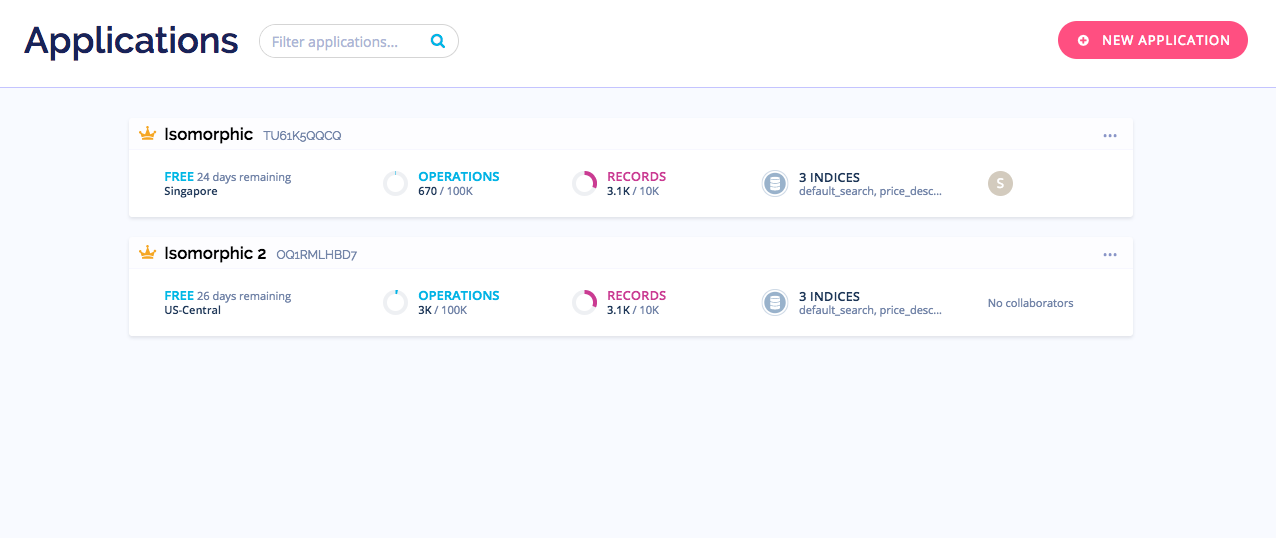 Applications
Filter applications...
NEW APPLICATION
Isomorphic TU61K5QQCQ
FREE 24 days remaining
Singapore
OPERATIONS
670 / 100K
RECORDS
3.1K / 10K
3 INDICES
default_search, price_desc...
S
Isomorphic 2 OQ1RMLHBD7
FREE 26 days remaining
US-Central
OPERATIONS
3K / 100K
RECORDS
3.1K / 10K
3 INDICES
default_search, price_desc...
No collaborators